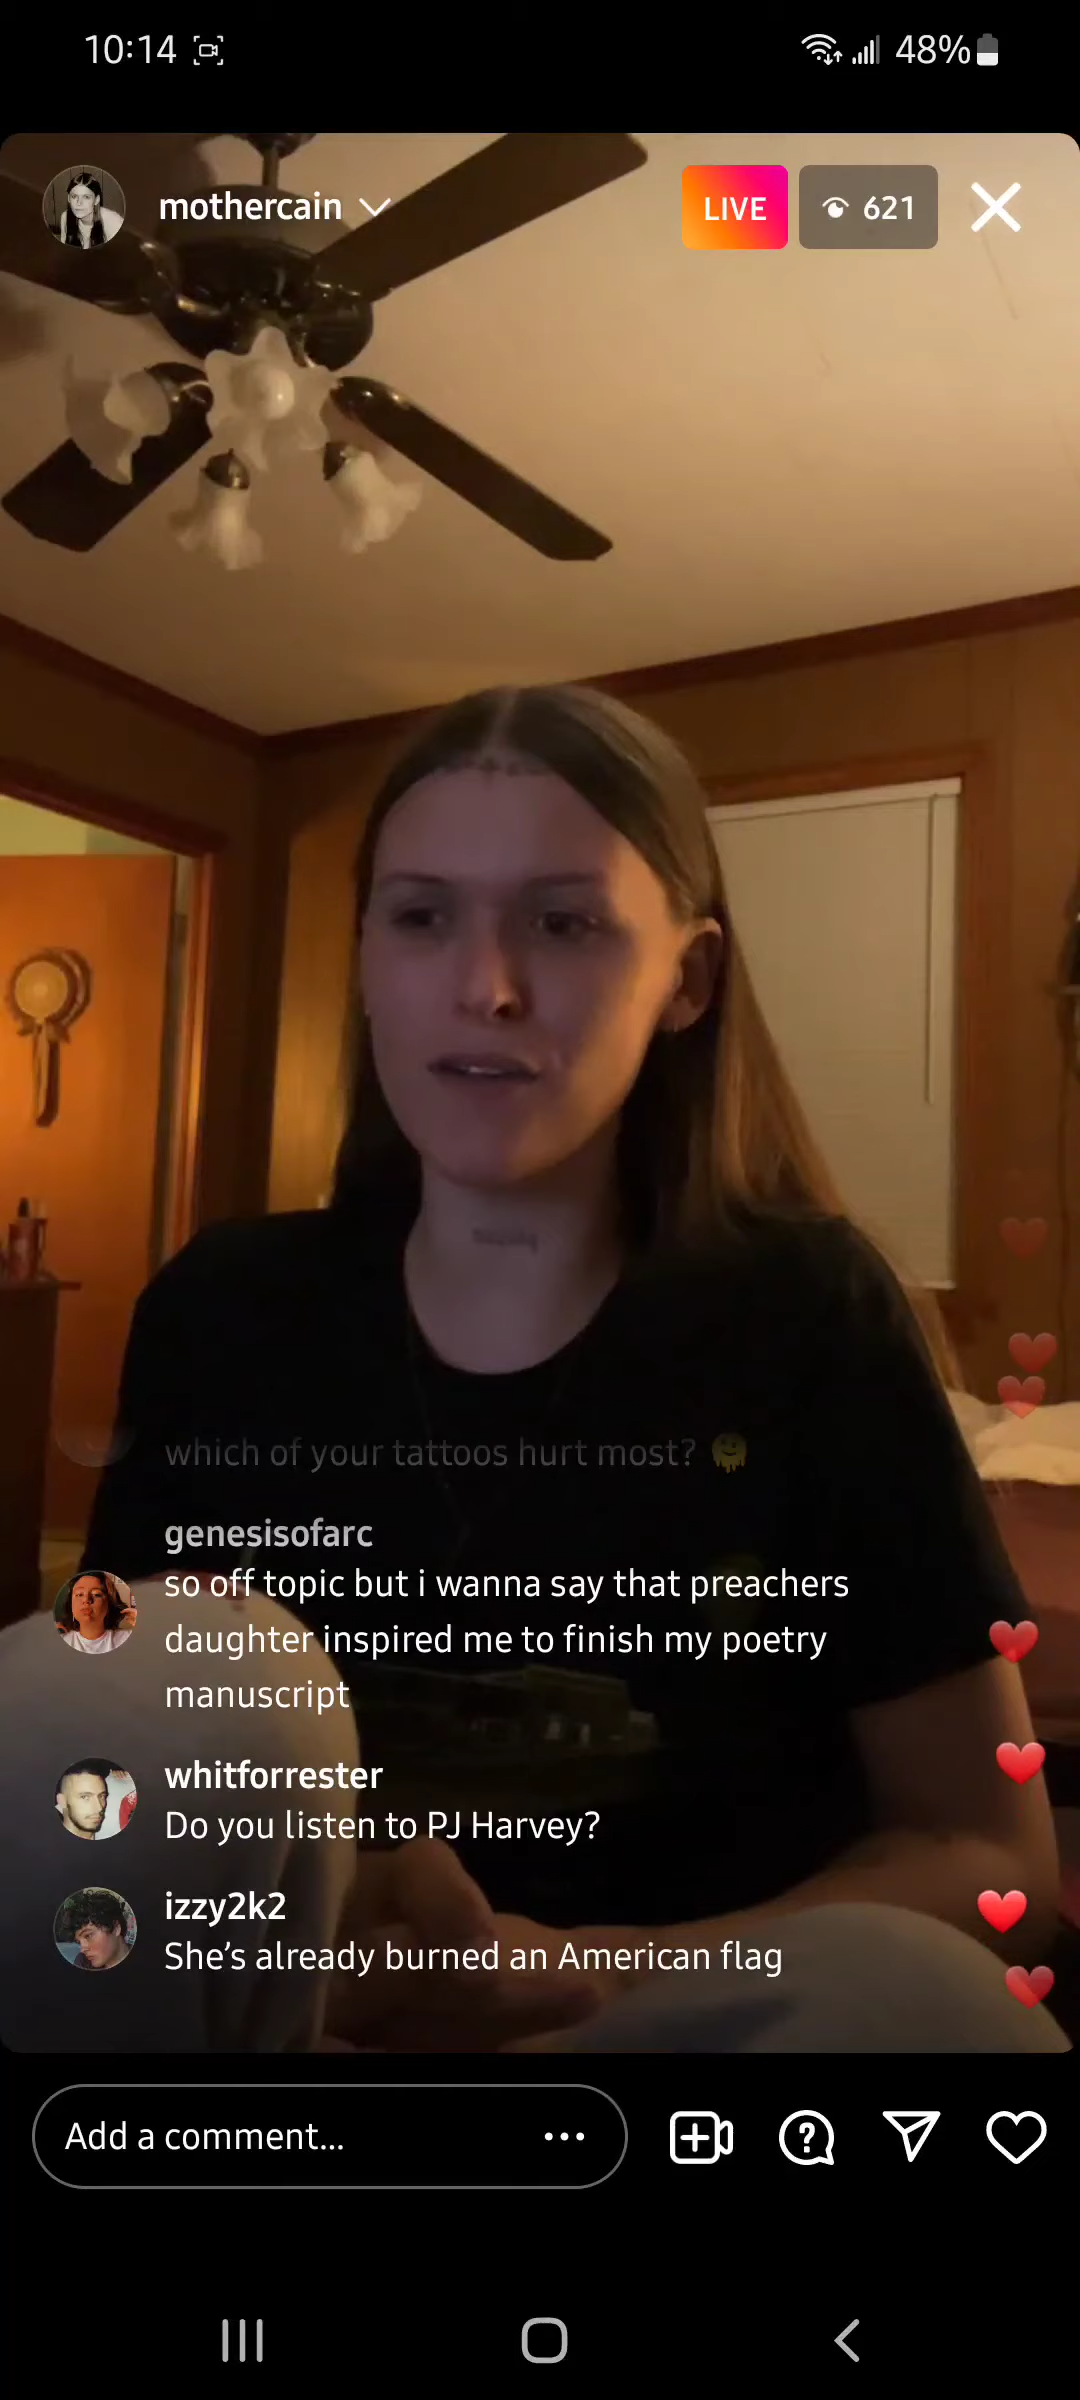 10:14
48%
mothercain
LIVE
621
which of your tattoos hurt most? 🫠
genesisofarc
so off topic but i wanna say that preachers
daughter inspired me to finish my poetry
manuscript
whitforrester
Do you listen to PJ Harvey?
izzy2k2
She’s already burned an American flag
Add a comment...